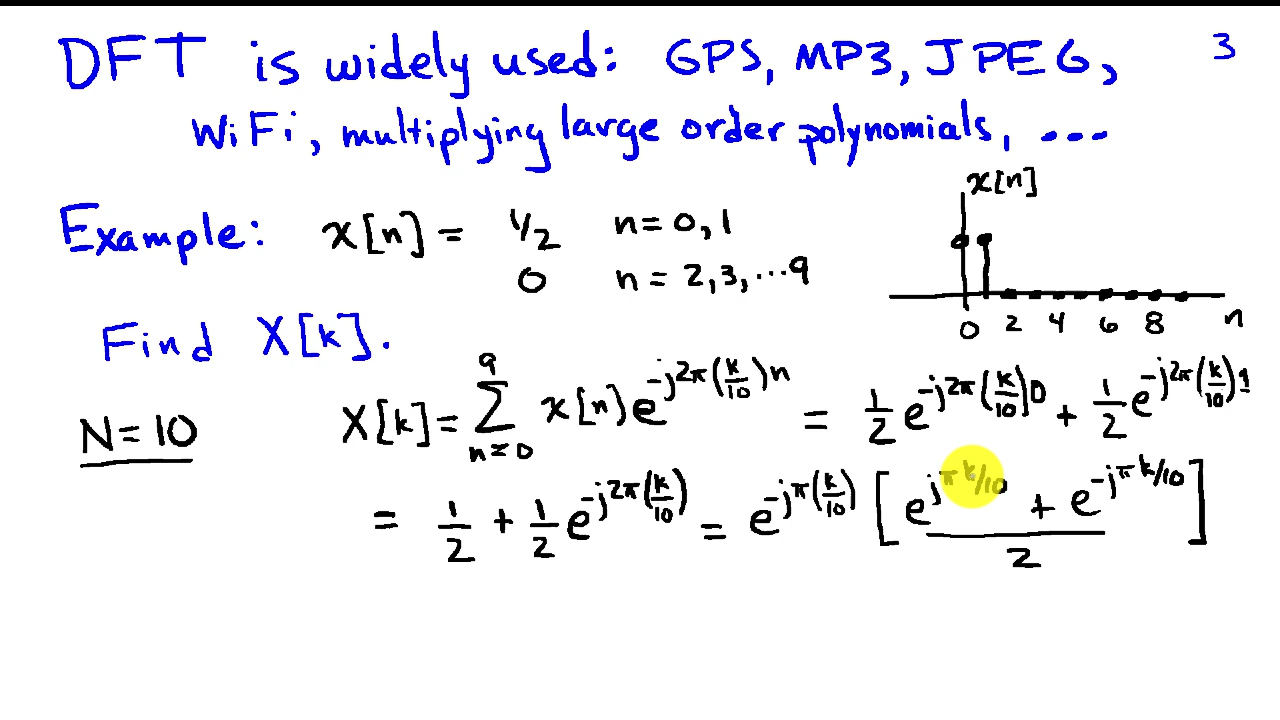 DFT is widely used: GPS, MP3, JPEG, 3
WiFi, multiplying large order polynomials, ...
x[n]
Example: x[n] = 1/2 n=0,1
0 n = 2,3,...9
0 2 4 6 8 n
Find X[k].
N=10 X[k] = \sum_{n=0}^{9} x[n] e^{-j2π(k/10)n} = 1/2 e^{-j2π(k/10)0} + 1/2 e^{-j2π(k/10)1}
= 1/2 + 1/2 e^{-j2π(k/10)} = e^{-jπ(k/10)} [ (e^{jπk/10} + e^{-jπk/10}) / 2 ]